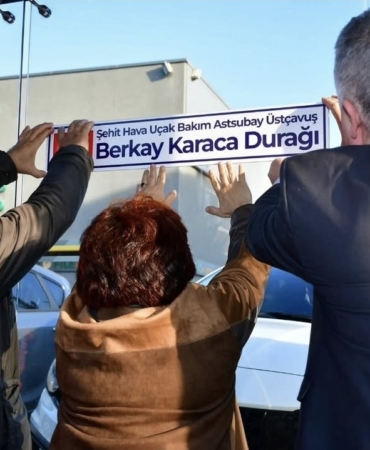 Şehit Hava Uçak Bakım Astsubay Üstçavuş
Berkay Karaca Durağı